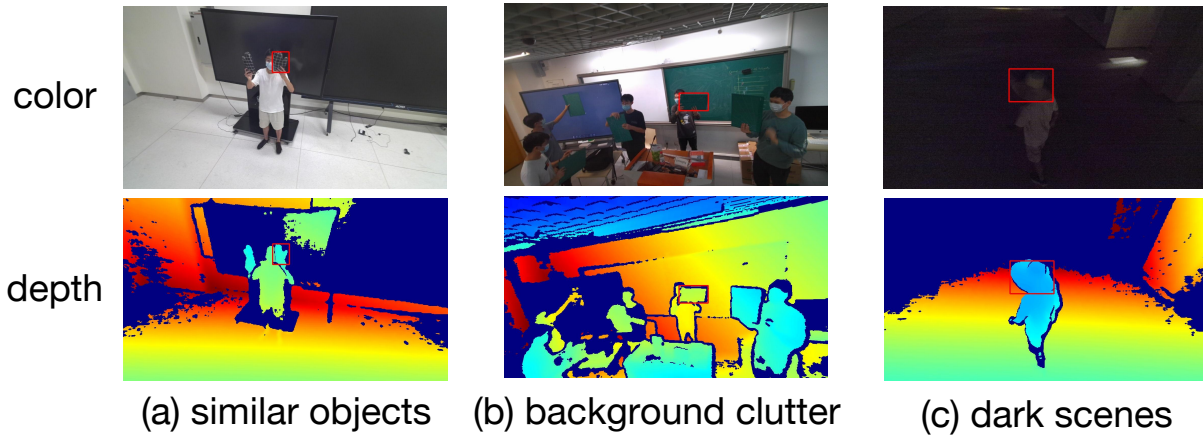 color
depth
(a) similar objects
(b) background clutter
(c) dark scenes